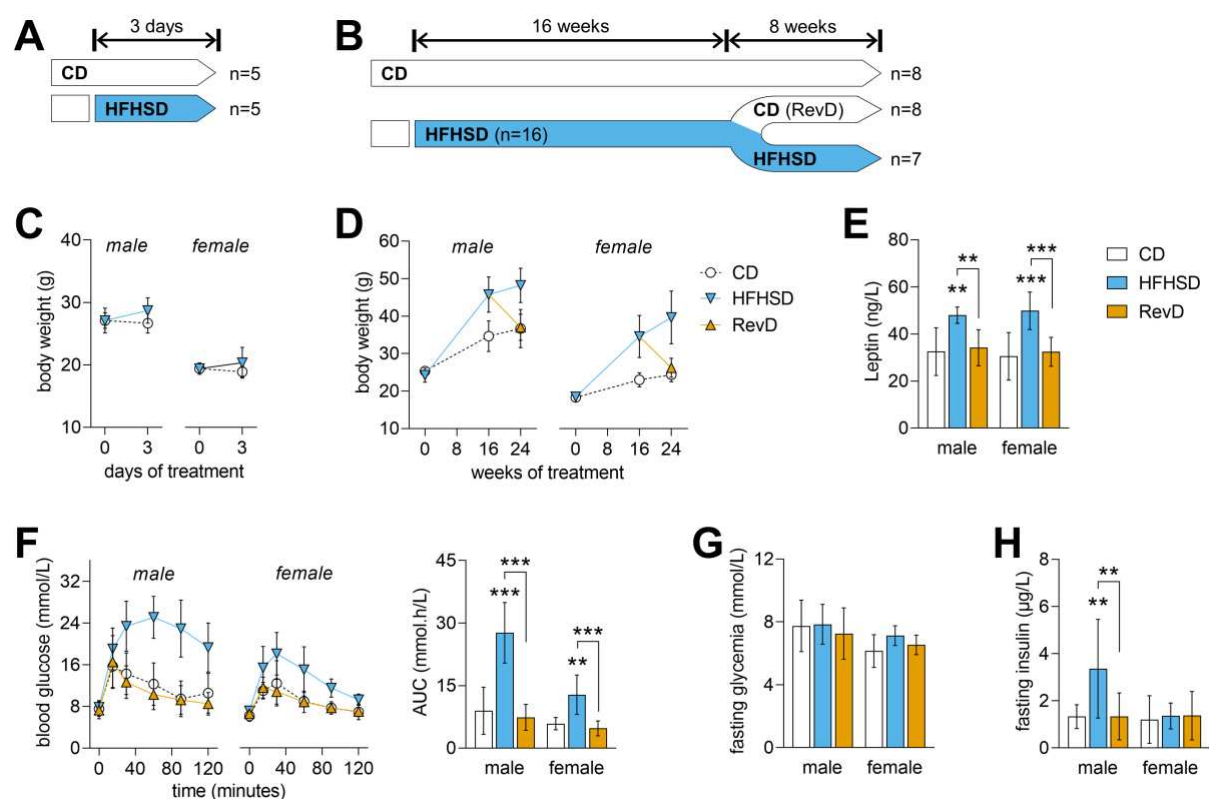 A
3 days
CD
n=5
HFHSD
n=5
B
16 weeks
8 weeks
CD
n=8
CD (RevD)
n=8
HFHSD (n=16)
HFHSD
n=7
C
male
female
body weight (g)
40
30
20
10
0 3 0 3
days of treatment
D
male
female
body weight (g)
60
50
40
30
20
10
0 8 16 24 0 8 16 24
weeks of treatment
CD
HFHSD
RevD
E
Leptin (ng/L)
80
60
40
20
0
** ***
** ***
male female
CD
HFHSD
RevD
F
male
female
blood glucose (mmol/L)
32
24
16
8
0
0 40 80 120 0 40 80 120
time (minutes)
AUC (mmol.h/L)
45
30
15
0
***
***
***
**
male female
G
fasting glycemia (mmol/L)
12
8
4
0
male female
H
fasting insulin (µg/L)
8
6
4
2
0
**
**
male female